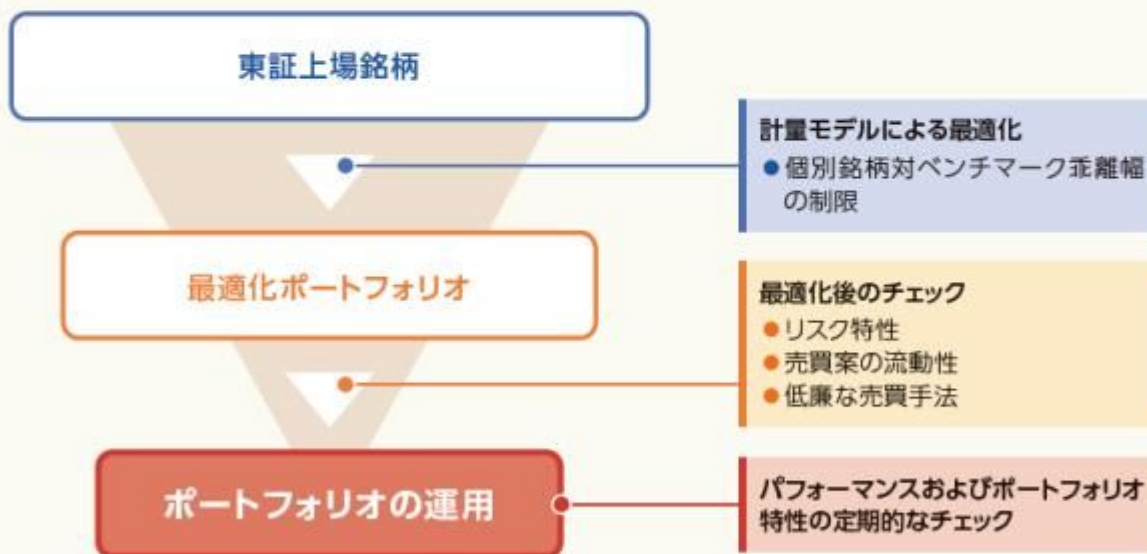 東証上場銘柄
計量モデルによる最適化
●個別銘柄対ベンチマーク乖離幅
の制限
最適化ポートフォリオ
最適化後のチェック
●リスク特性
●売買案の流動性
●低廉な売買手法
ポートフォリオの運用
パフォーマンスおよびポートフォリオ
特性の定期的なチェック